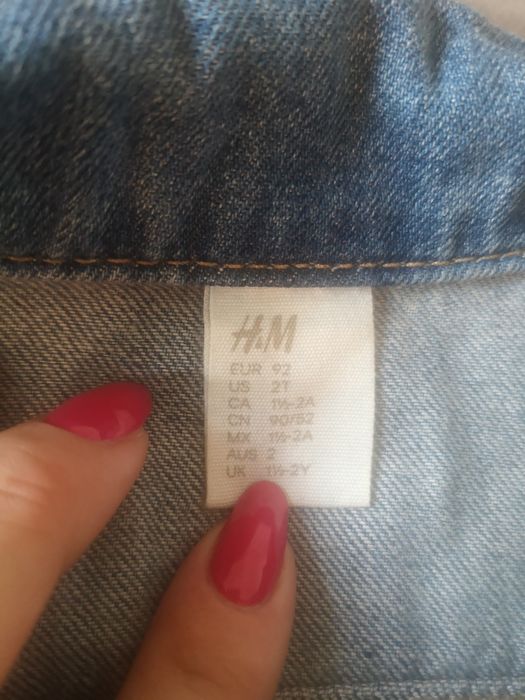 H&M
EUR 92
US 2T
CA 1½-2A
CN 90/52
MX 1½-2A
AUS 2
UK 1½-2Y